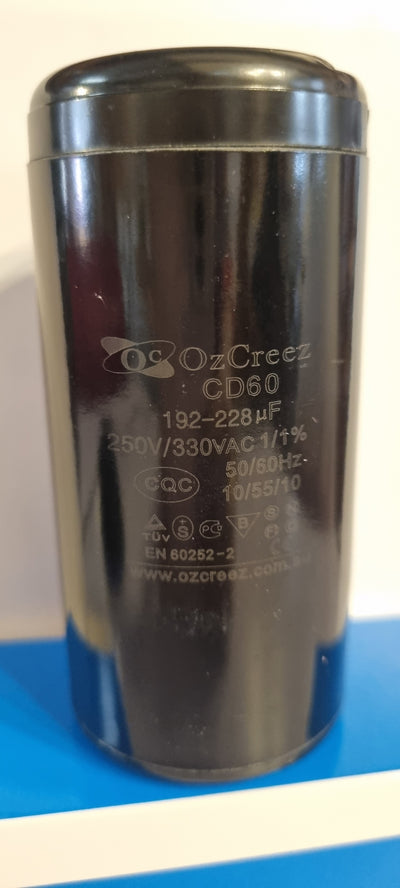 OC OzCreez
CD60
192-228µF
250V/330VAC 1/1%
CQC 50/60Hz
10/55/10
TÜV S B S N
FI D
EN 60252-2
www.ozcreez.com.au